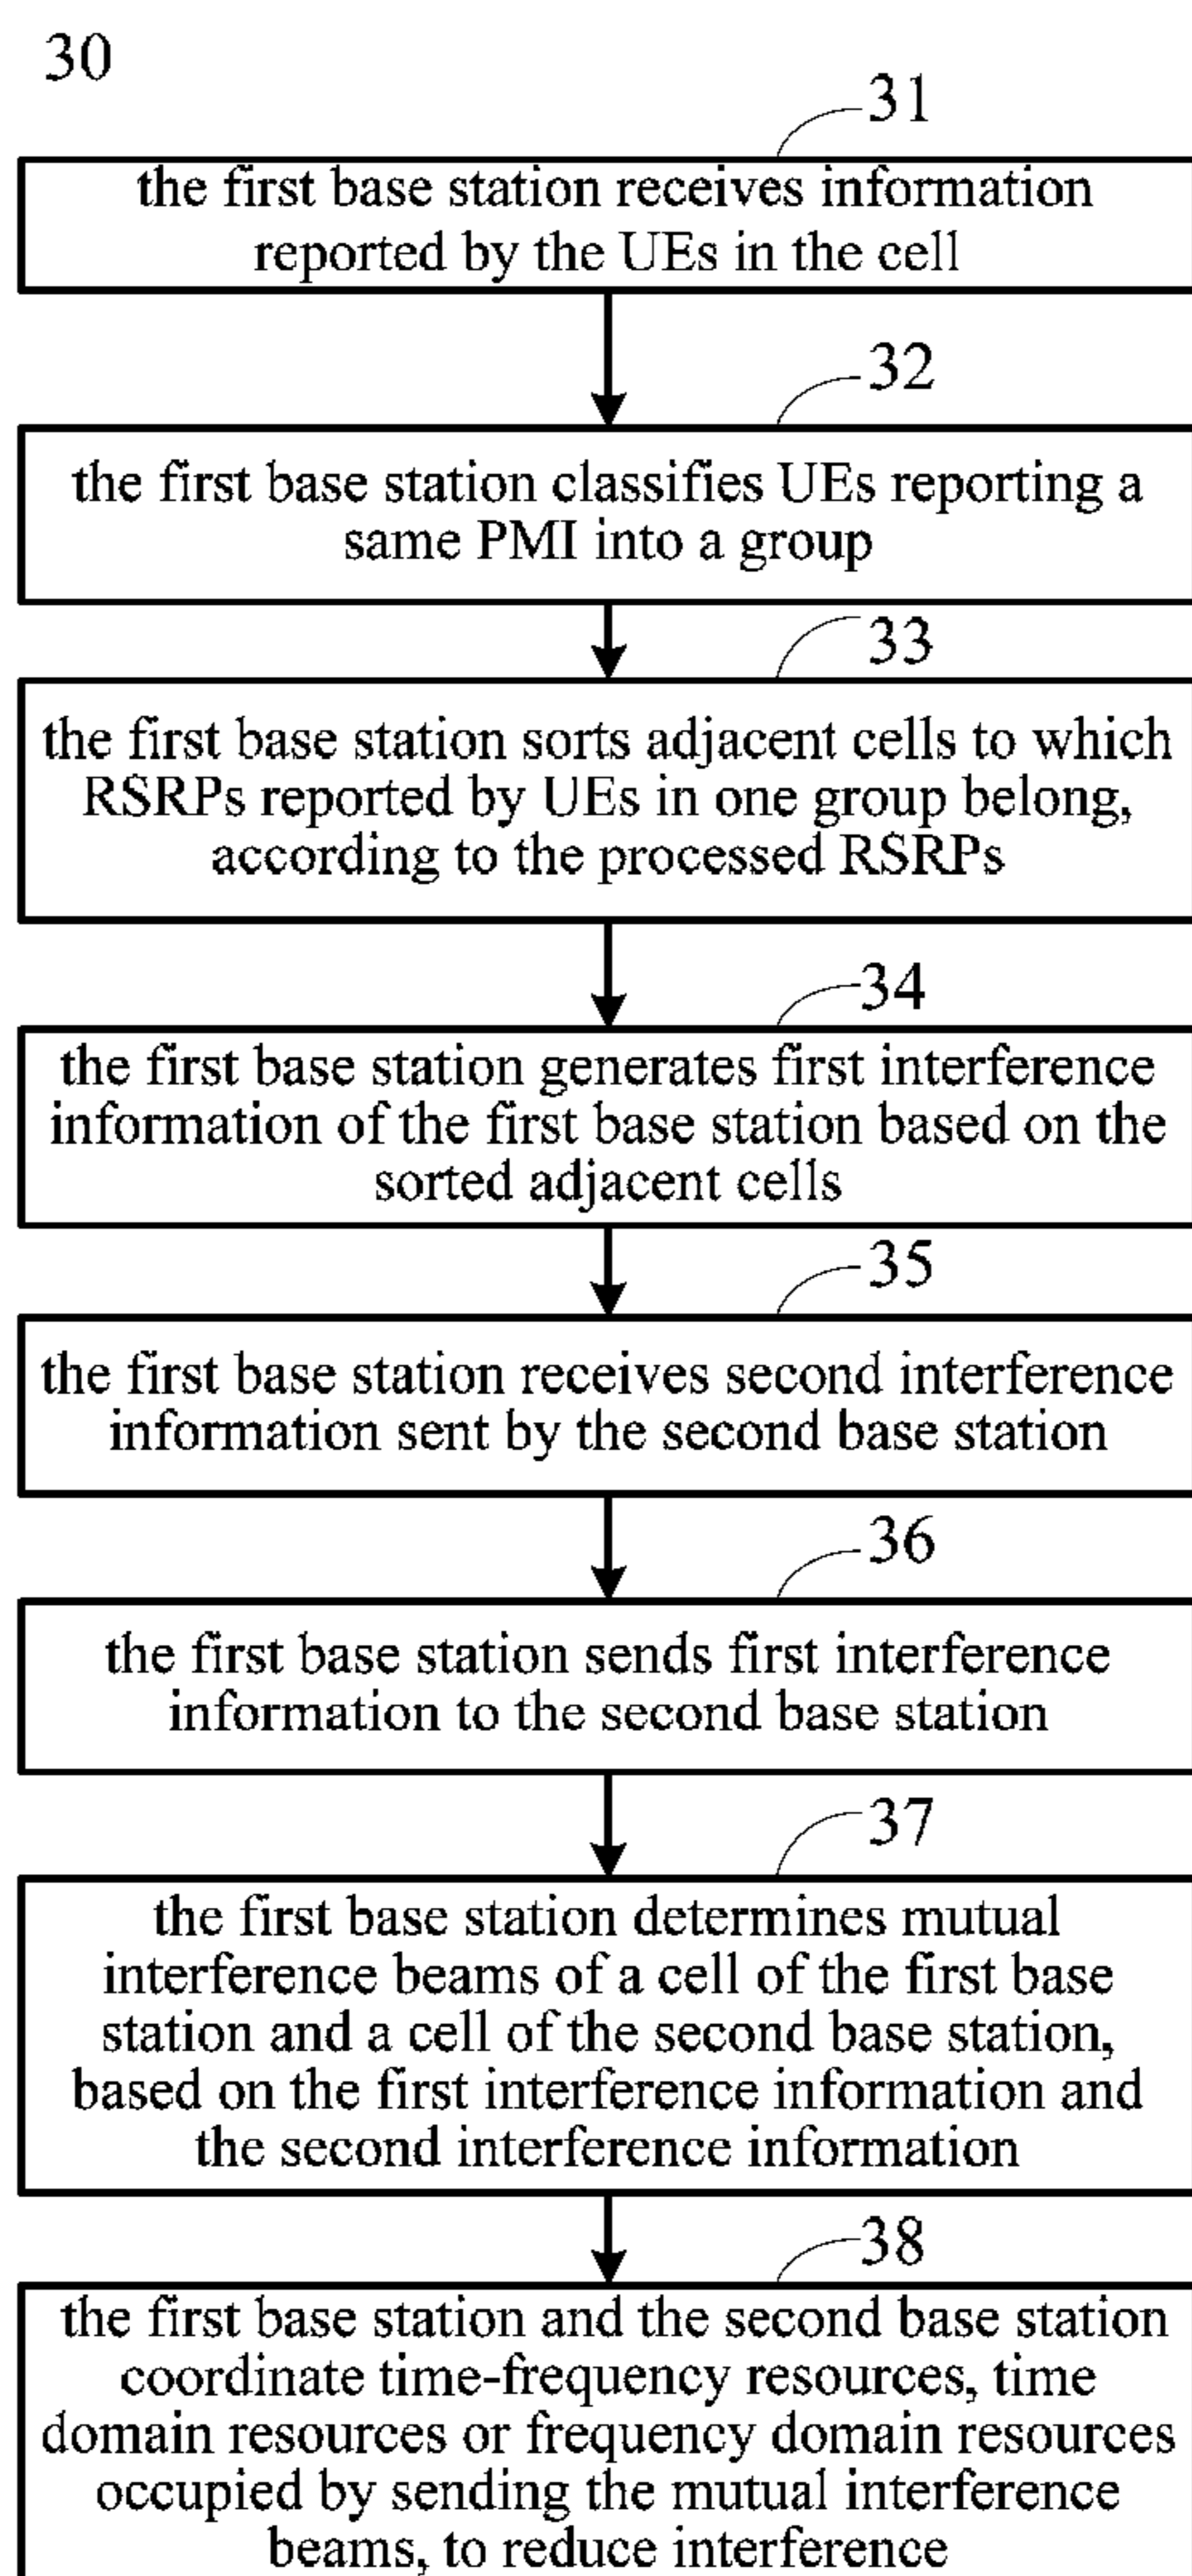 30
31
the first base station receives information
reported by the UEs in the cell
32
the first base station classifies UEs reporting a
same PMI into a group
33
the first base station sorts adjacent cells to which
RSRPs reported by UEs in one group belong,
according to the processed RSRPs
34
the first base station generates first interference
information of the first base station based on the
sorted adjacent cells
35
the first base station receives second interference
information sent by the second base station
36
the first base station sends first interference
information to the second base station
37
the first base station determines mutual
interference beams of a cell of the first base
station and a cell of the second base station,
based on the first interference information and
the second interference information
38
the first base station and the second base station
coordinate time-frequency resources, time
domain resources or frequency domain resources
occupied by sending the mutual interference
beams, to reduce interference